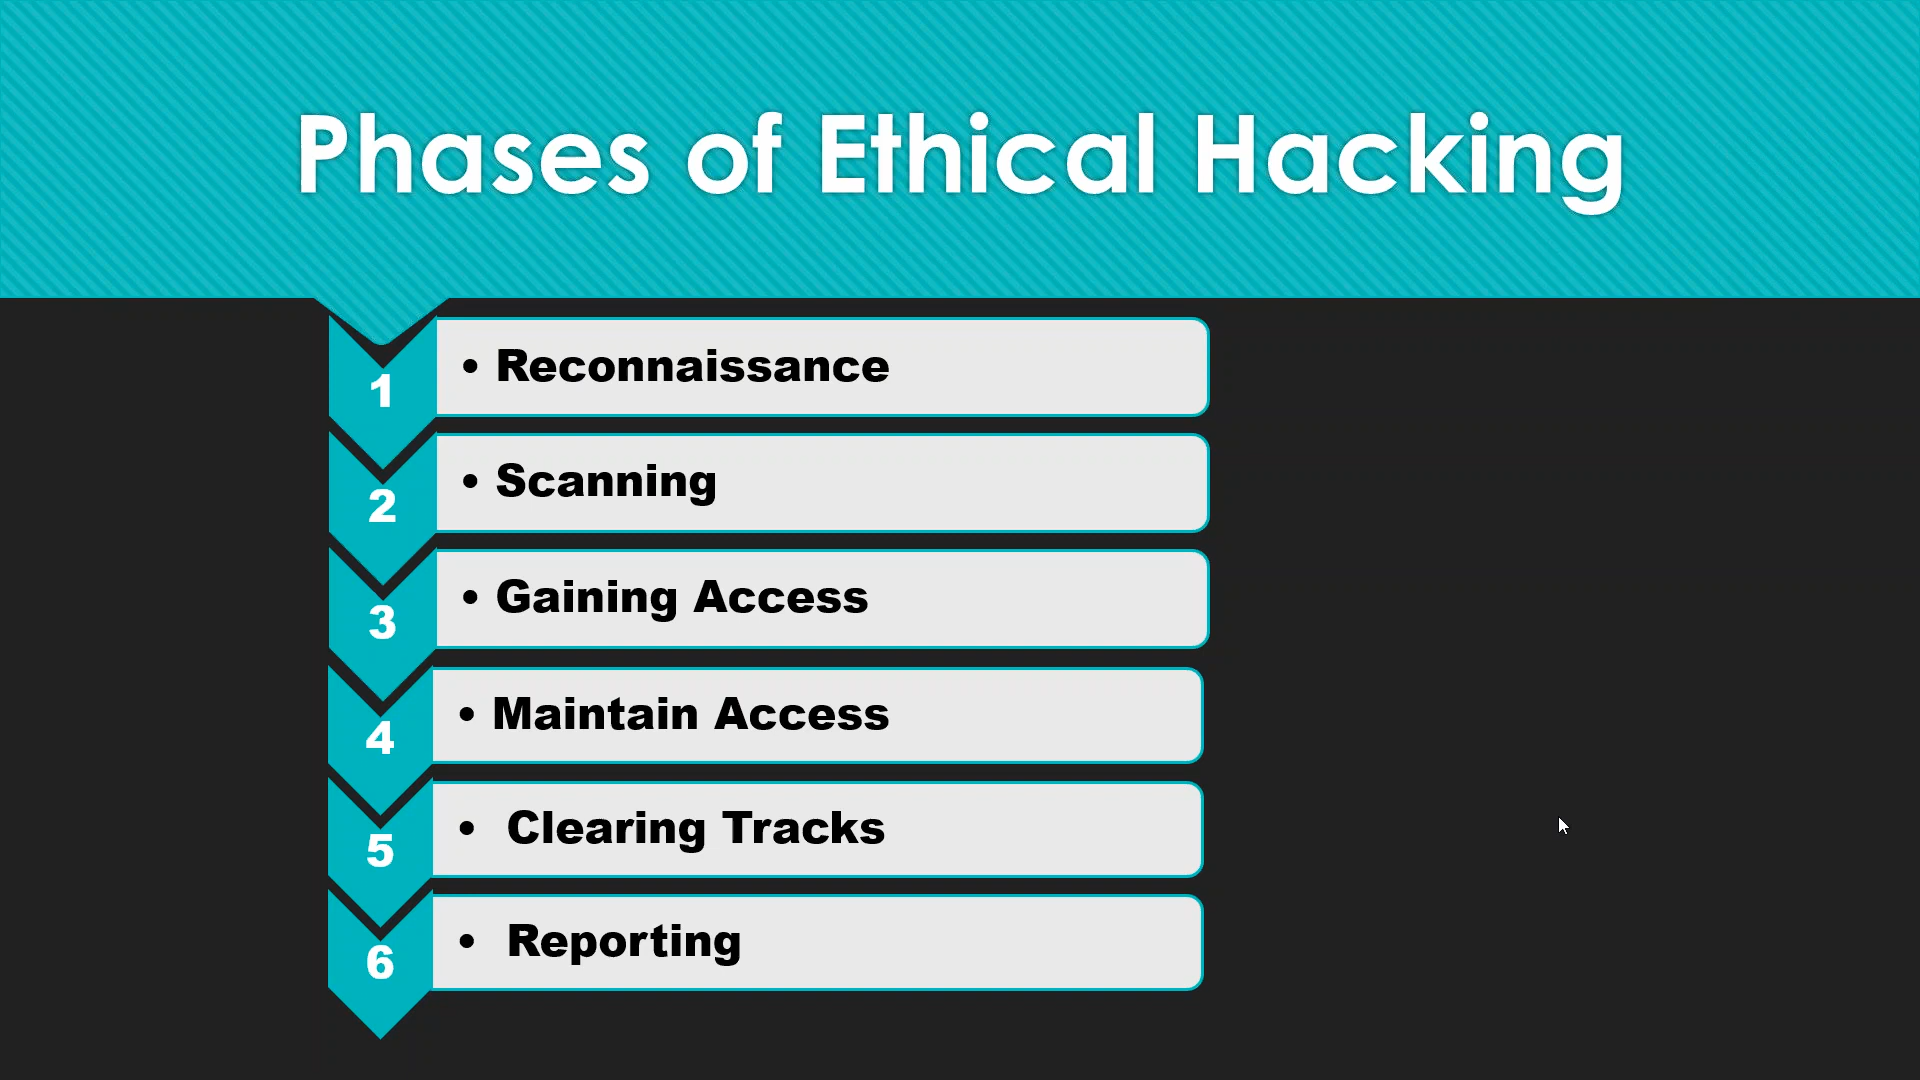 Phases of Ethical Hacking
1
• Reconnaissance
2
• Scanning
3
• Gaining Access
4
• Maintain Access
5
• Clearing Tracks
6
• Reporting